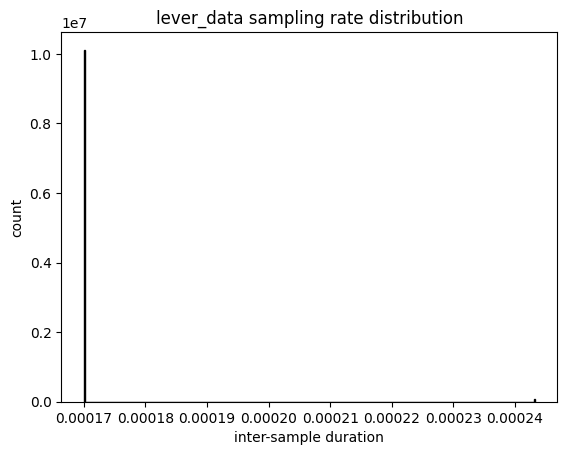 lever_data sampling rate distribution
1e7
1.0
0.8
0.6
0.4
0.2
0.0
count
0.00017 0.00018 0.00019 0.00020 0.00021 0.00022 0.00023 0.00024
inter-sample duration